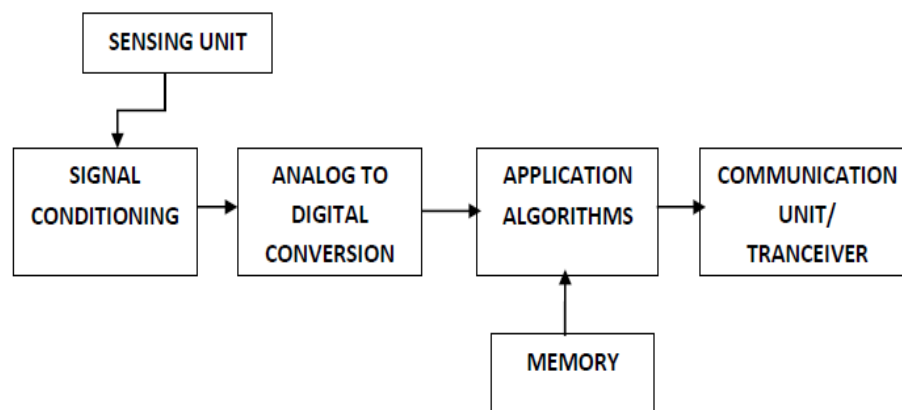 SENSING UNIT
SIGNAL
CONDITIONING
ANALOG TO
DIGITAL
CONVERSION
APPLICATION
ALGORITHMS
COMMUNICATION
UNIT/
TRANCEIVER
MEMORY